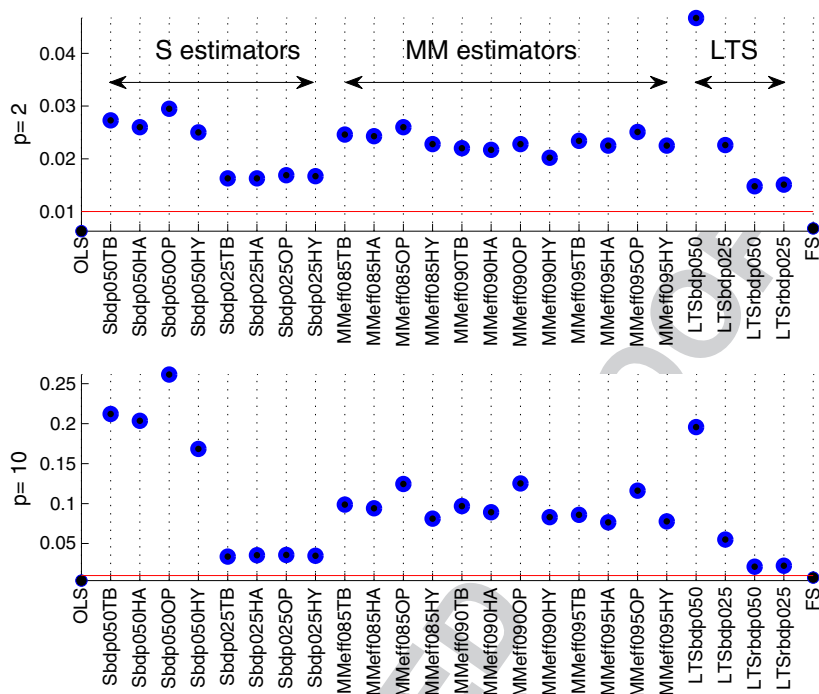 S estimators
MM estimators
LTS
p= 2
0.04
0.03
0.02
0.01
OLS
Sbdp050TB
Sbdp050HA
Sbdp050OP
Sbdp050HY
Sbdp025TB
Sbdp025HA
Sbdp025OP
Sbdp025HY
MMeff085TB
MMeff085HA
MMeff085OP
MMeff085HY
MMeff090TB
MMeff090HA
MMeff090OP
MMeff090HY
MMeff095TB
MMeff095HA
MMeff095OP
MMeff095HY
LTSbdp050
LTSbdp025
LTSrbdp050
LTSrbdp025
FS
p= 10
0.25
0.2
0.15
0.1
0.05
OLS
Sbdp050TB
Sbdp050HA
Sbdp050OP
Sbdp050HY
Sbdp025TB
Sbdp025HA
Sbdp025OP
Sbdp025HY
MMeff085TB
MMeff085HA
MMeff085OP
MMeff085HY
MMeff090TB
MMeff090HA
MMeff090OP
MMeff090HY
MMeff095TB
MMeff095HA
MMeff095OP
MMeff095HY
LTSbdp050
LTSbdp025
LTSrbdp050
LTSrbdp025
FS